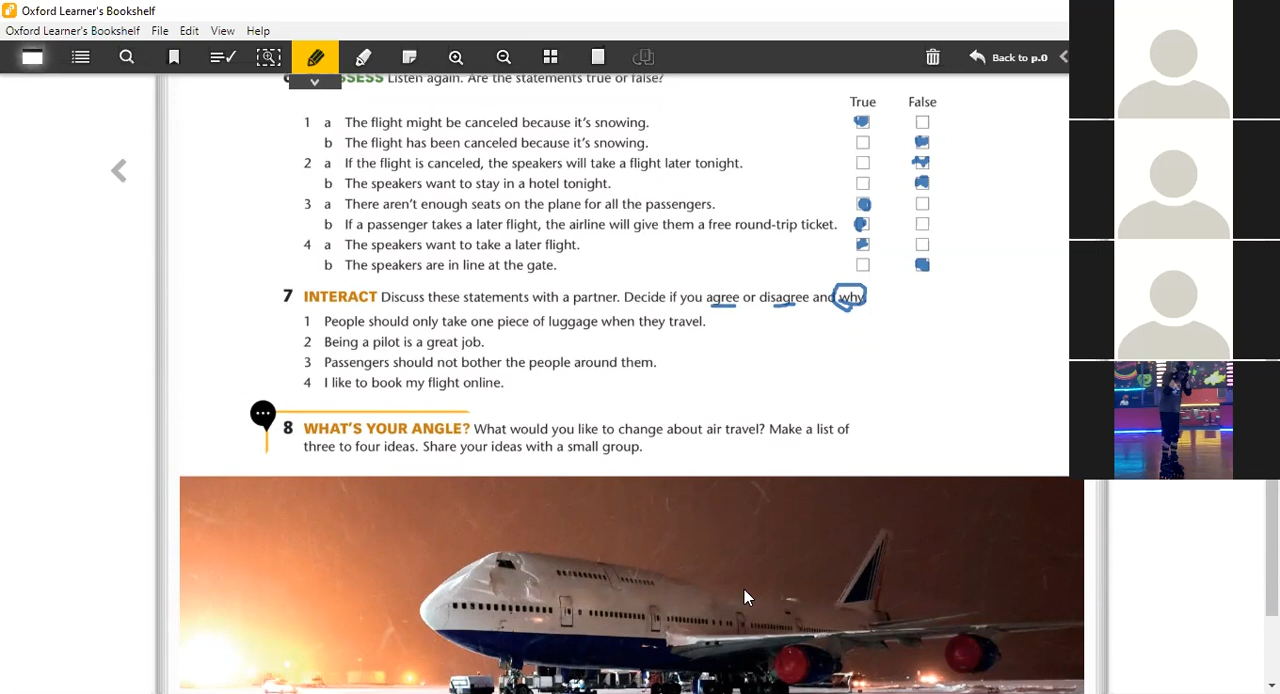 Oxford Learner's Bookshelf
Oxford Learner's Bookshelf File Edit View Help
Back to p.0
Listen again. Are the statements true or false?
True False
1 a The flight might be canceled because it's snowing.
b The flight has been canceled because it's snowing.
2 a If the flight is canceled, the speakers will take a flight later tonight.
b The speakers want to stay in a hotel tonight.
3 a There aren't enough seats on the plane for all the passengers.
b If a passenger takes a later flight, the airline will give them a free round-trip ticket.
4 a The speakers want to take a later flight.
b The speakers are in line at the gate.
7 INTERACT Discuss these statements with a partner. Decide if you agree or disagree and why.
1 People should only take one piece of luggage when they travel.
2 Being a pilot is a great job.
3 Passengers should not bother the people around them.
4 I like to book my flight online.
8 WHAT'S YOUR ANGLE? What would you like to change about air travel? Make a list of
three to four ideas. Share your ideas with a small group.